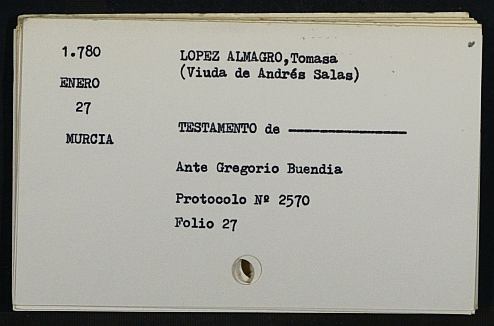 1.780
ENERO
27
MURCIA
LOPEZ ALMAGRO,Tomasa
(Viuda de Andrés Salas)
TESTAMENTO de ————————
Ante Gregorio Buendia
Protocolo Nº 2570
Folio 27